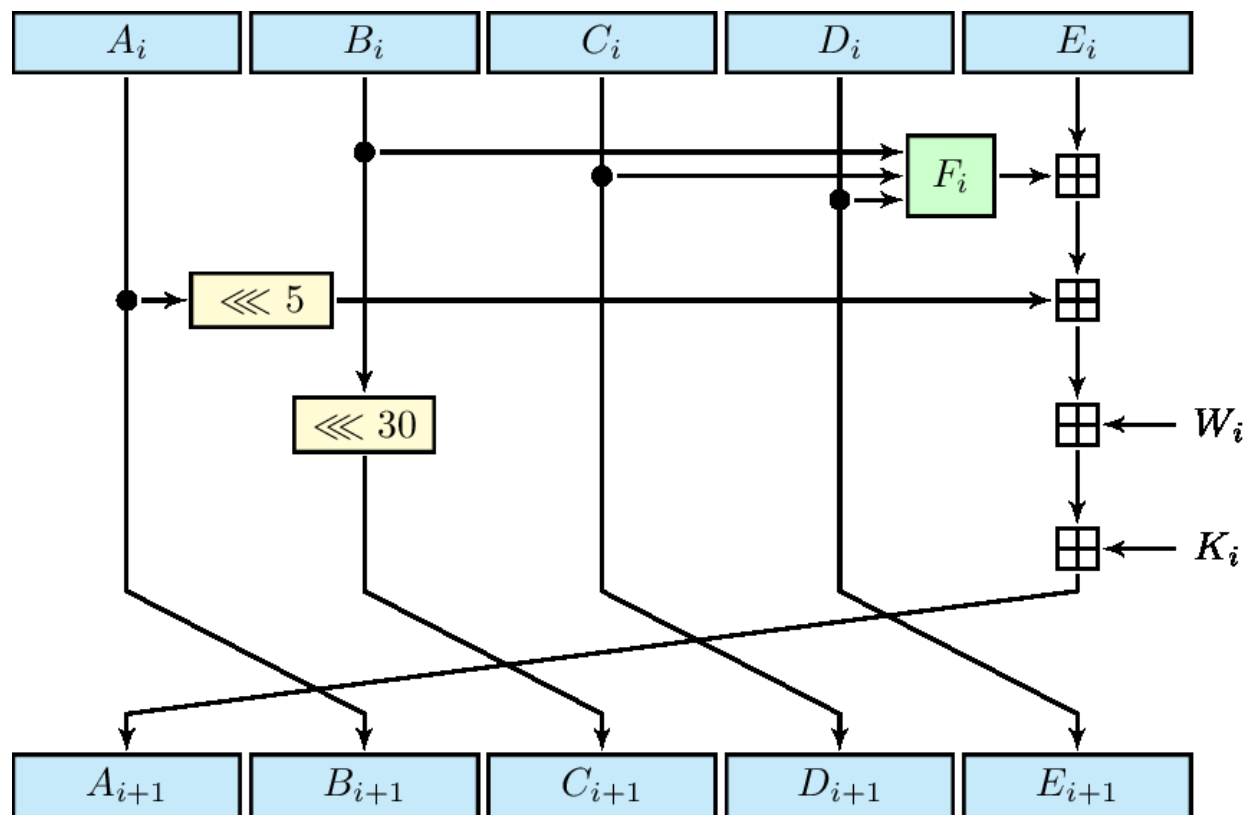 A_i B_i C_i D_i E_i
F_i
⋘ 5
⋘ 30 W_i
K_i
A_{i+1} B_{i+1} C_{i+1} D_{i+1} E_{i+1}